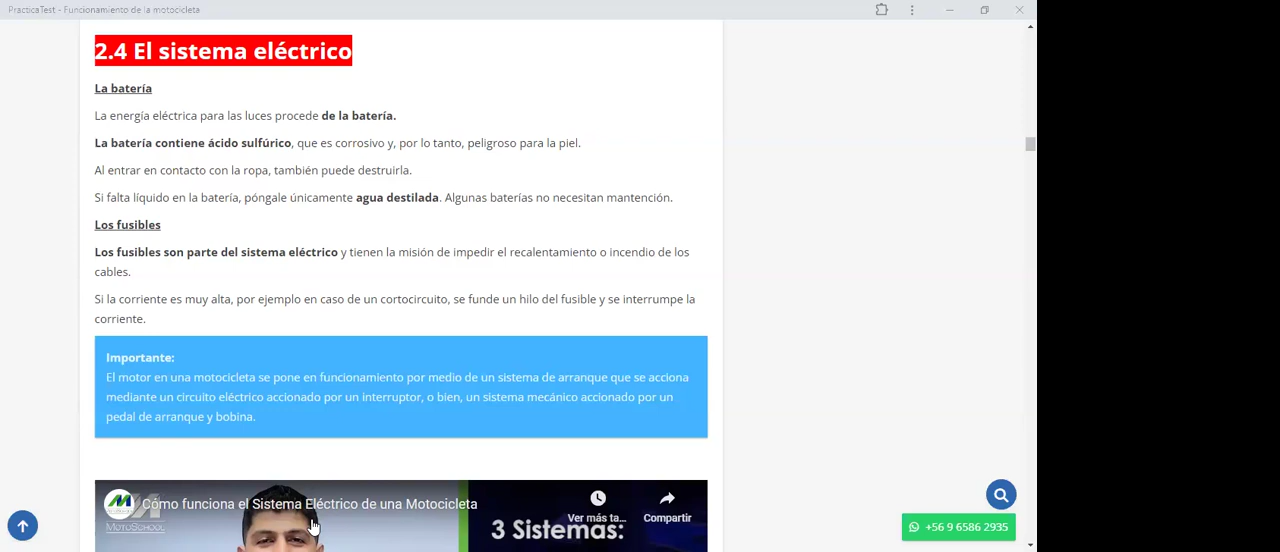 PracticaTest - Funcionamiento de la motocicleta
2.4 El sistema eléctrico
La batería
La energía eléctrica para las luces procede de la batería.
La batería contiene ácido sulfúrico, que es corrosivo y, por lo tanto, peligroso para la piel.
Al entrar en contacto con la ropa, también puede destruirla.
Si falta líquido en la batería, póngale únicamente agua destilada. Algunas baterías no necesitan mantención.
Los fusibles
Los fusibles son parte del sistema eléctrico y tienen la misión de impedir el recalentamiento o incendio de los
cables.
Si la corriente es muy alta, por ejemplo en caso de un cortocircuito, se funde un hilo del fusible y se interrumpe la
corriente.
Importante:
El motor en una motocicleta se pone en funcionamiento por medio de un sistema de arranque que se acciona
mediante un circuito eléctrico accionado por un interruptor, o bien, un sistema mecánico accionado por un
pedal de arranque y bobina.
Cómo funciona el Sistema Eléctrico de una Motocicleta
MOTOSCHOOL
Ver más ta...
Compartir
3 Sistemas:
+56 9 6586 2935